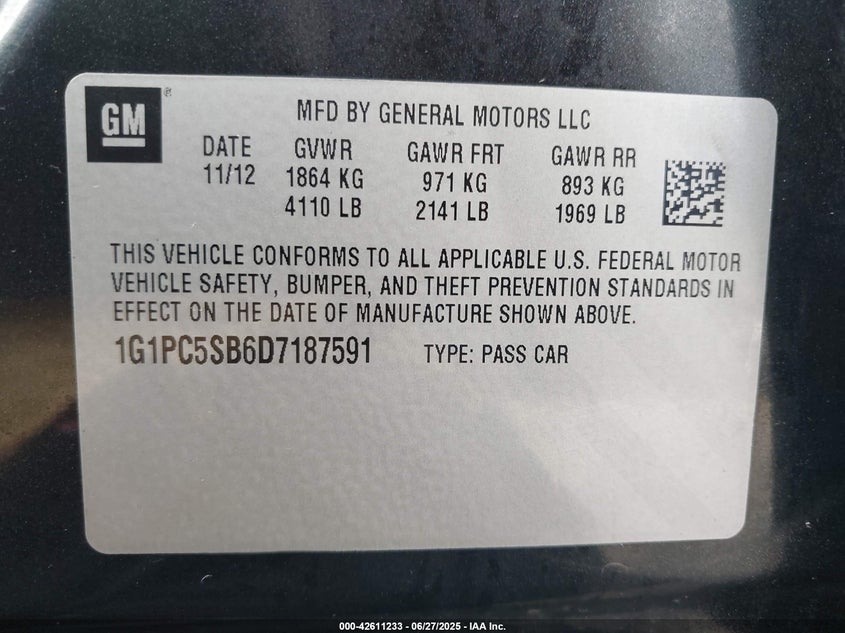 GM®
MFD BY GENERAL MOTORS LLC
DATE GVWR GAWR FRT GAWR RR
11/12 1864 KG 971 KG 893 KG
4110 LB 2141 LB 1969 LB
THIS VEHICLE CONFORMS TO ALL APPLICABLE U.S. FEDERAL MOTOR
VEHICLE SAFETY, BUMPER, AND THEFT PREVENTION STANDARDS IN
EFFECT ON THE DATE OF MANUFACTURE SHOWN ABOVE.
1G1PC5SB6D7187591 TYPE: PASS CAR
000-42611233 - 06/27/2025 - IAA Inc.